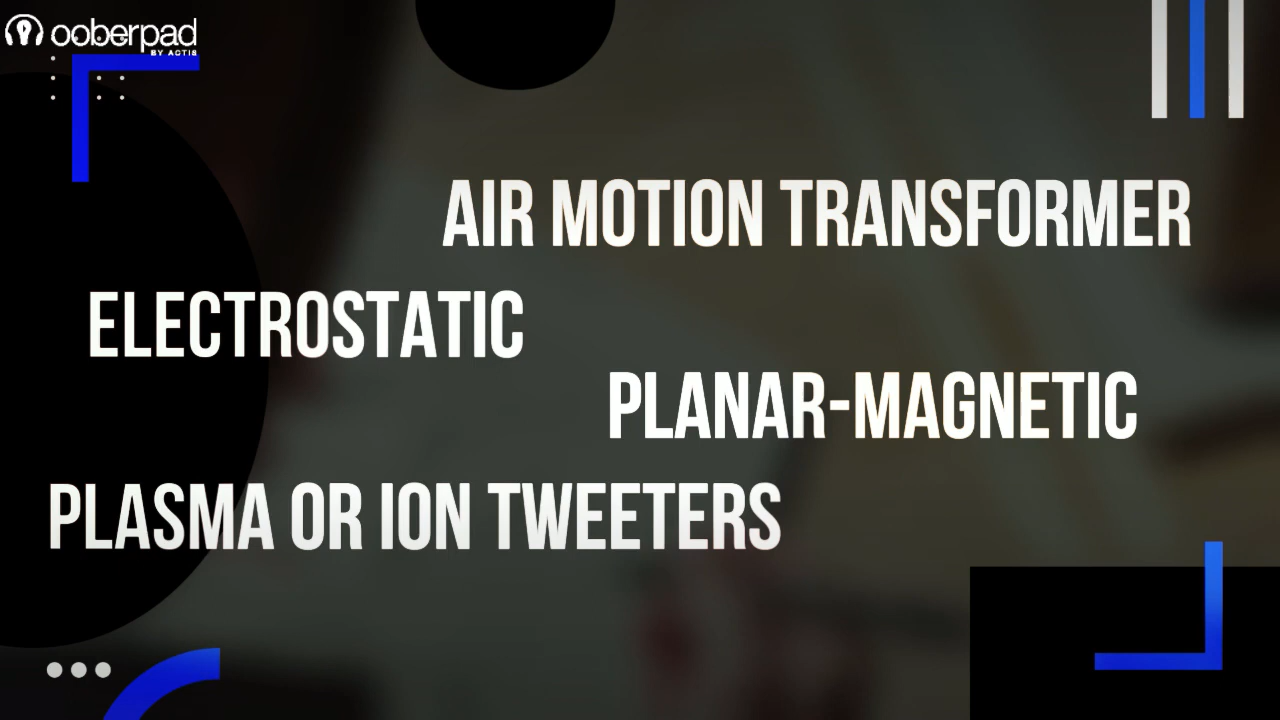 ooberpad
BY ACTIS
AIR MOTION TRANSFORMER
ELECTROSTATIC
PLANAR-MAGNETIC
PLASMA OR ION TWEETERS